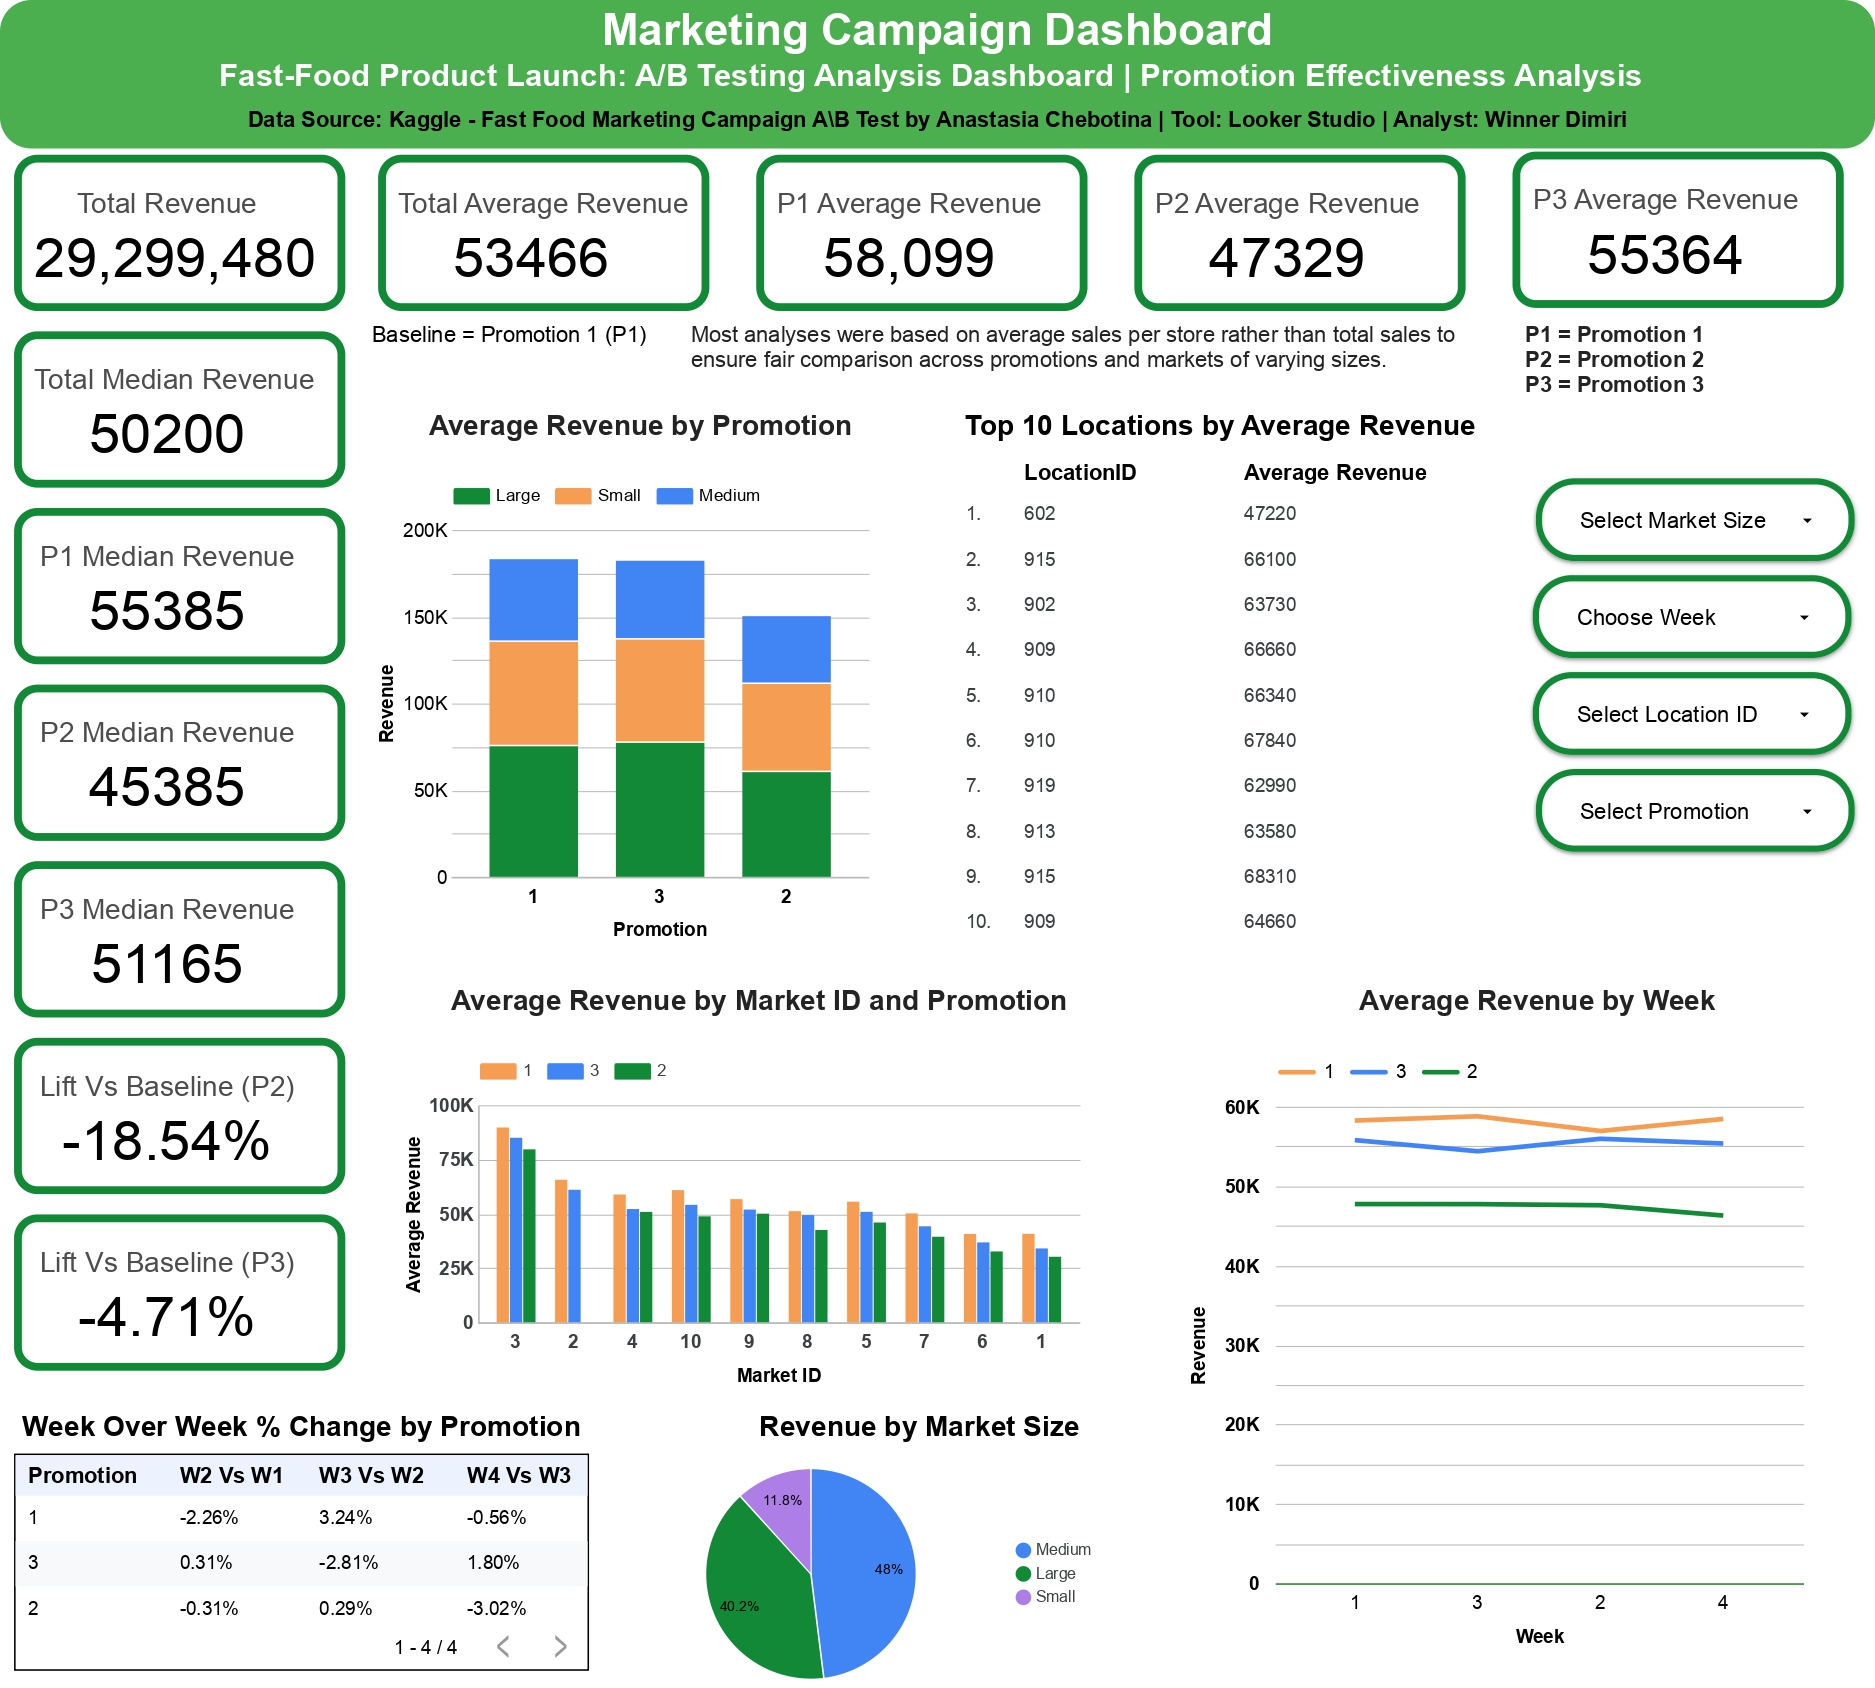 Marketing Campaign Dashboard
Fast-Food Product Launch: A/B Testing Analysis Dashboard | Promotion Effectiveness Analysis
Data Source: Kaggle - Fast Food Marketing Campaign A\B Test by Anastasia Chebotina | Tool: Looker Studio | Analyst: Winner Dimiri
Total Revenue
29,299,480
Total Average Revenue
53466
P1 Average Revenue
58,099
P2 Average Revenue
47329
P3 Average Revenue
55364
Baseline = Promotion 1 (P1)
Most analyses were based on average sales per store rather than total sales to
ensure fair comparison across promotions and markets of varying sizes.
P1 = Promotion 1
P2 = Promotion 2
P3 = Promotion 3
Total Median Revenue
50200
P1 Median Revenue
55385
P2 Median Revenue
45385
P3 Median Revenue
51165
Lift Vs Baseline (P2)
-18.54%
Lift Vs Baseline (P3)
-4.71%
Average Revenue by Promotion
Large Small Medium
200K
150K
100K
50K
0
Revenue
1 3 2
Promotion
Top 10 Locations by Average Revenue
LocationID Average Revenue
1. 602 47220
2. 915 66100
3. 902 63730
4. 909 66660
5. 910 66340
6. 910 67840
7. 919 62990
8. 913 63580
9. 915 68310
10. 909 64660
Select Market Size
Choose Week
Select Location ID
Select Promotion
Average Revenue by Market ID and Promotion
1 3 2
100K
75K
50K
25K
0
Average Revenue
3 2 4 10 9 8 5 7 6 1
Market ID
Average Revenue by Week
1 3 2
60K
50K
40K
30K
20K
10K
0
Revenue
1 3 2 4
Week
Week Over Week % Change by Promotion
Promotion W2 Vs W1 W3 Vs W2 W4 Vs W3
1 -2.26% 3.24% -0.56%
3 0.31% -2.81% 1.80%
2 -0.31% 0.29% -3.02%
1 - 4 / 4
Revenue by Market Size
11.8%
48%
40.2%
Medium
Large
Small